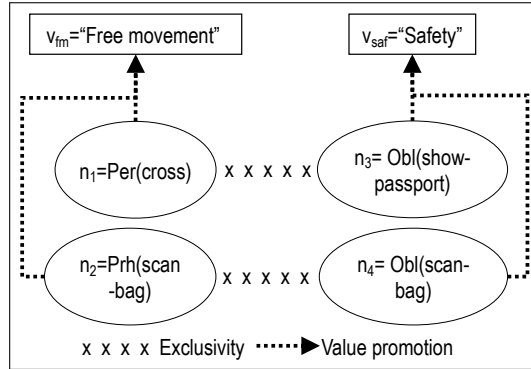 v_fm=“Free movement”
v_saf=“Safety”
n_1=Per(cross)
x x x x x
n_3= Obl(show-
passport)
n_2=Prh(scan
-bag)
x x x x x
n_4= Obl(scan-
bag)
x x x x Exclusivity
Value promotion